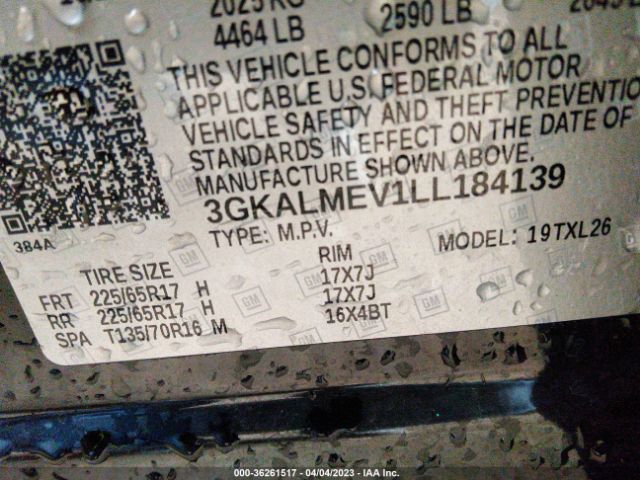 4464 LB 2590 LB
THIS VEHICLE CONFORMS TO ALL
APPLICABLE U.S. FEDERAL MOTOR
VEHICLE SAFETY AND THEFT PREVENTIO
STANDARDS IN EFFECT ON THE DATE OF
MANUFACTURE SHOWN ABOVE.
3GKALMEV1LL184139
384A
TYPE: M.P.V. MODEL: 19TXL26
TIRE SIZE RIM
FRT 225/65R17 H 17X7J
RR 225/65R17 H 17X7J
SPA T135/70R16 M 16X4BT
GM
000-36261517 - 04/04/2023 - IAA Inc.